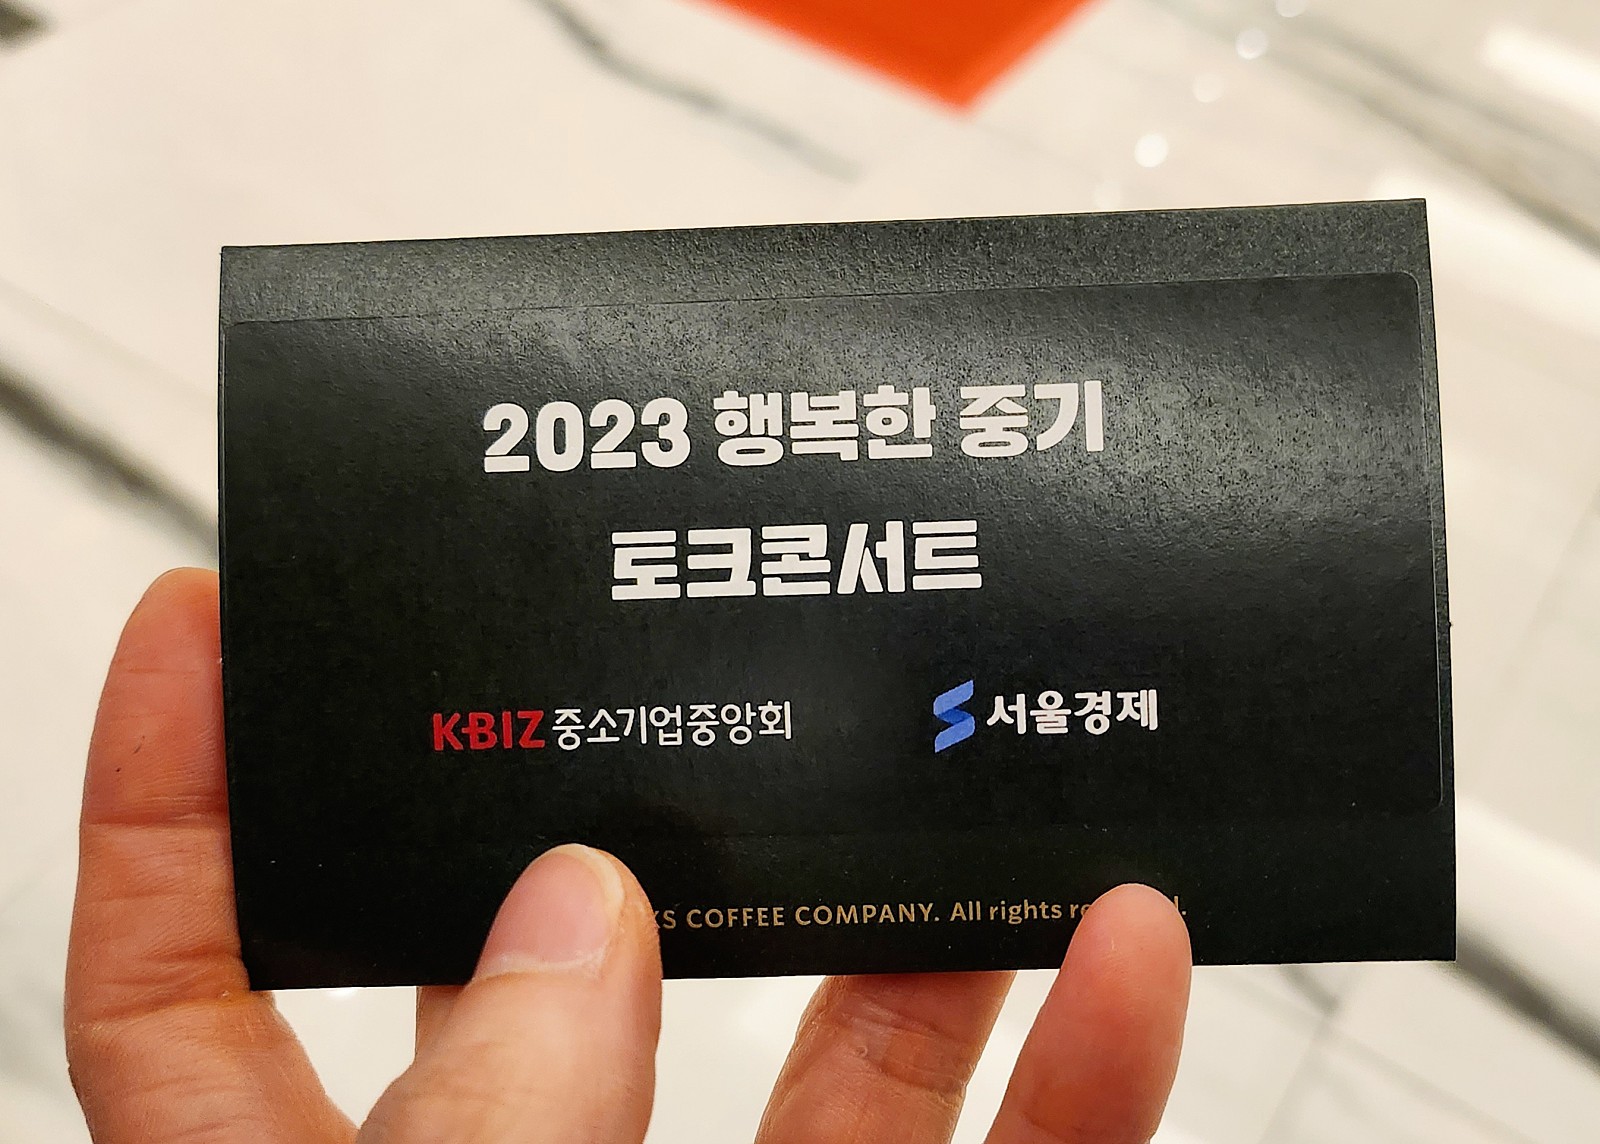 2023 행복한 중기
토크콘서트
K-BIZ 중소기업중앙회
서울경제
COFFEE COMPANY. All rights